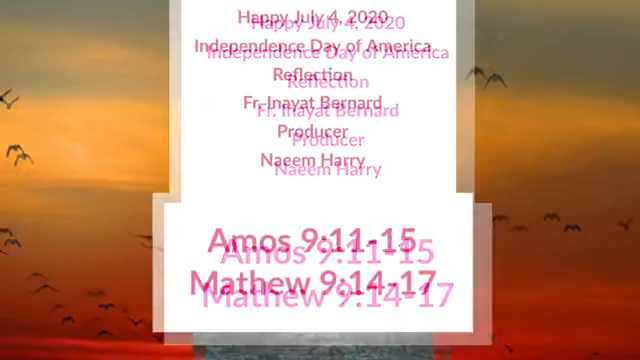 Happy July 4, 2020
Independence Day of America
Reflection
Fr. Inayat Bernard
Producer
Naeem Harry
Amos 9:11-15
Mathew 9:14-17